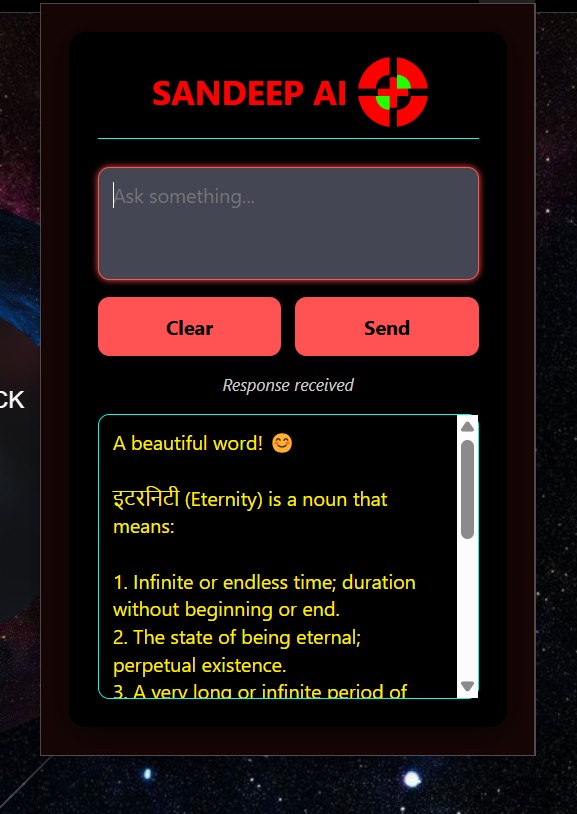 SANDEEP AI
Ask something...
Clear
Send
CK
Response received
A beautiful word! 😊
इटरनिटी (Eternity) is a noun that
means:
1. Infinite or endless time; duration
without beginning or end.
2. The state of being eternal;
perpetual existence.
3. A very long or infinite period of